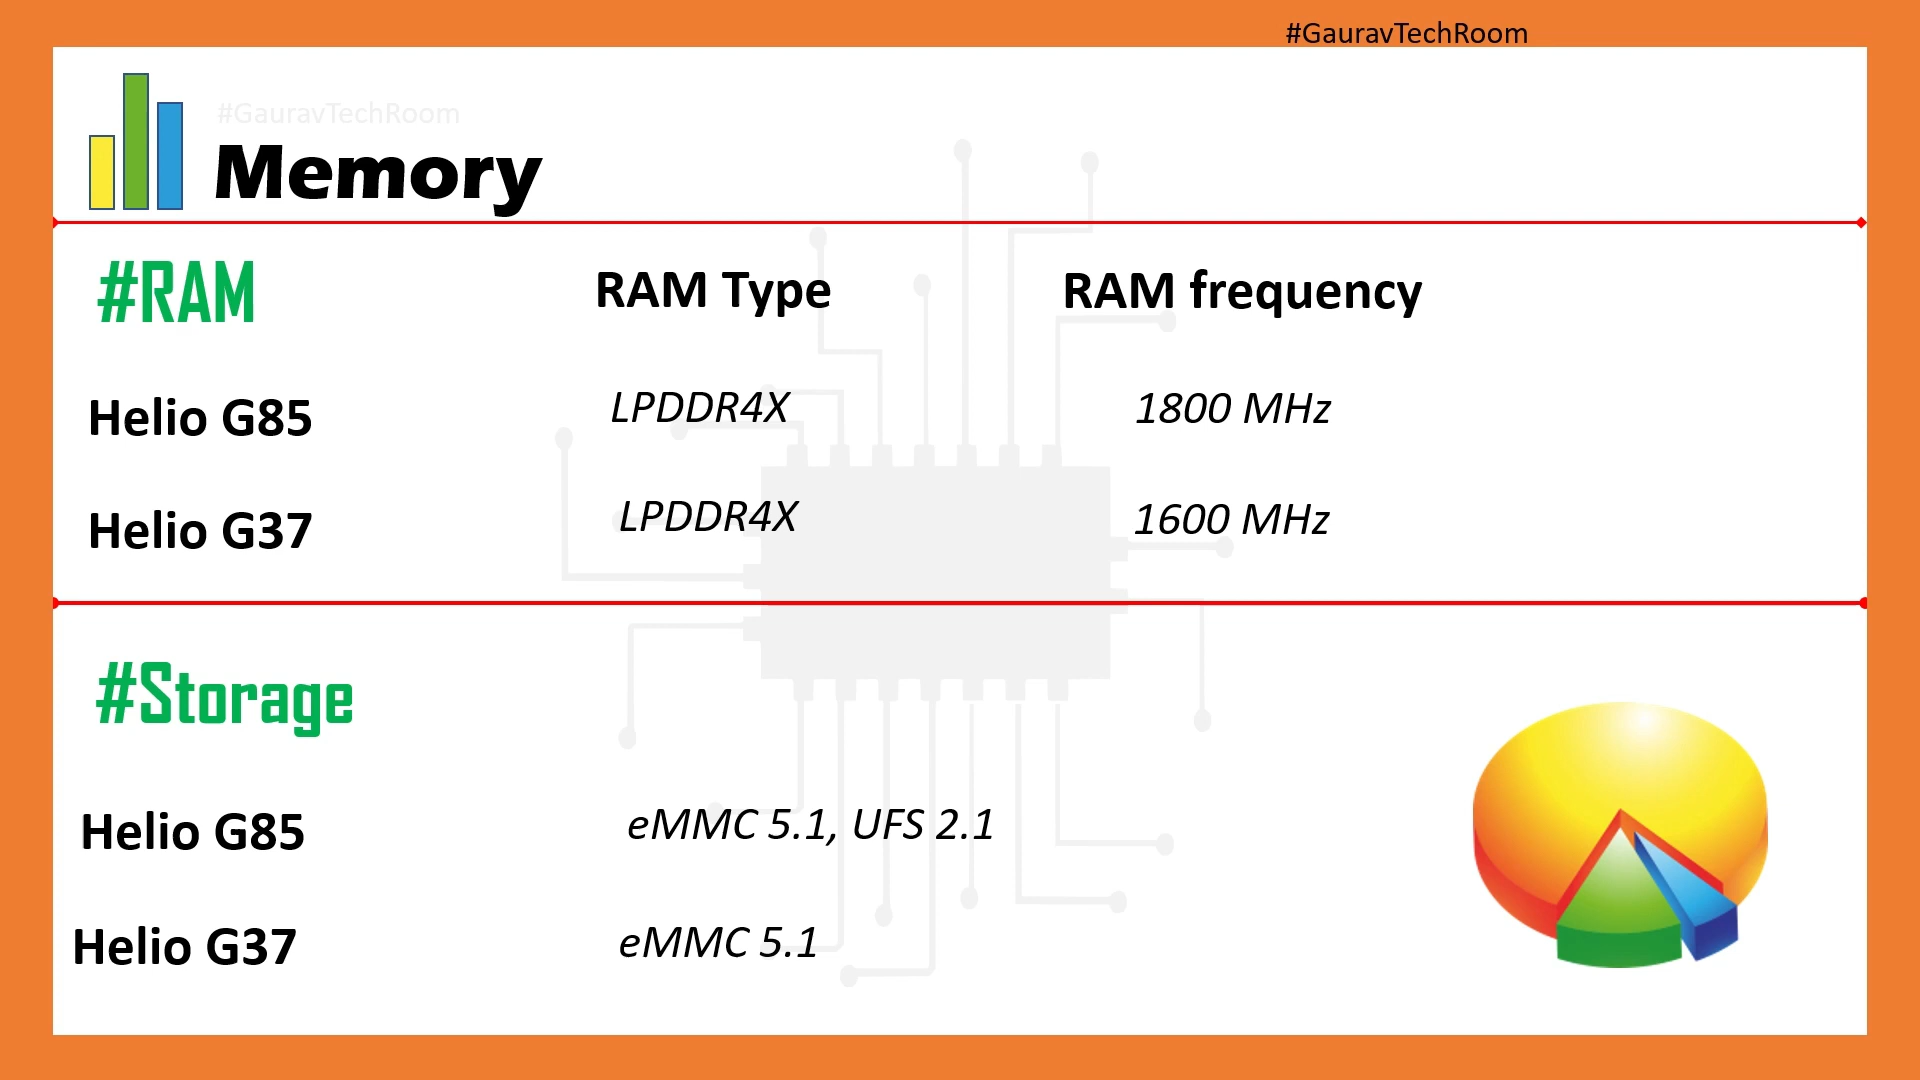 #GauravTechRoom
#GauravTechRoom
Memory
#RAM RAM Type RAM frequency
Helio G85 LPDDR4X 1800 MHz
Helio G37 LPDDR4X 1600 MHz
#Storage
Helio G85 eMMC 5.1, UFS 2.1
Helio G37 eMMC 5.1